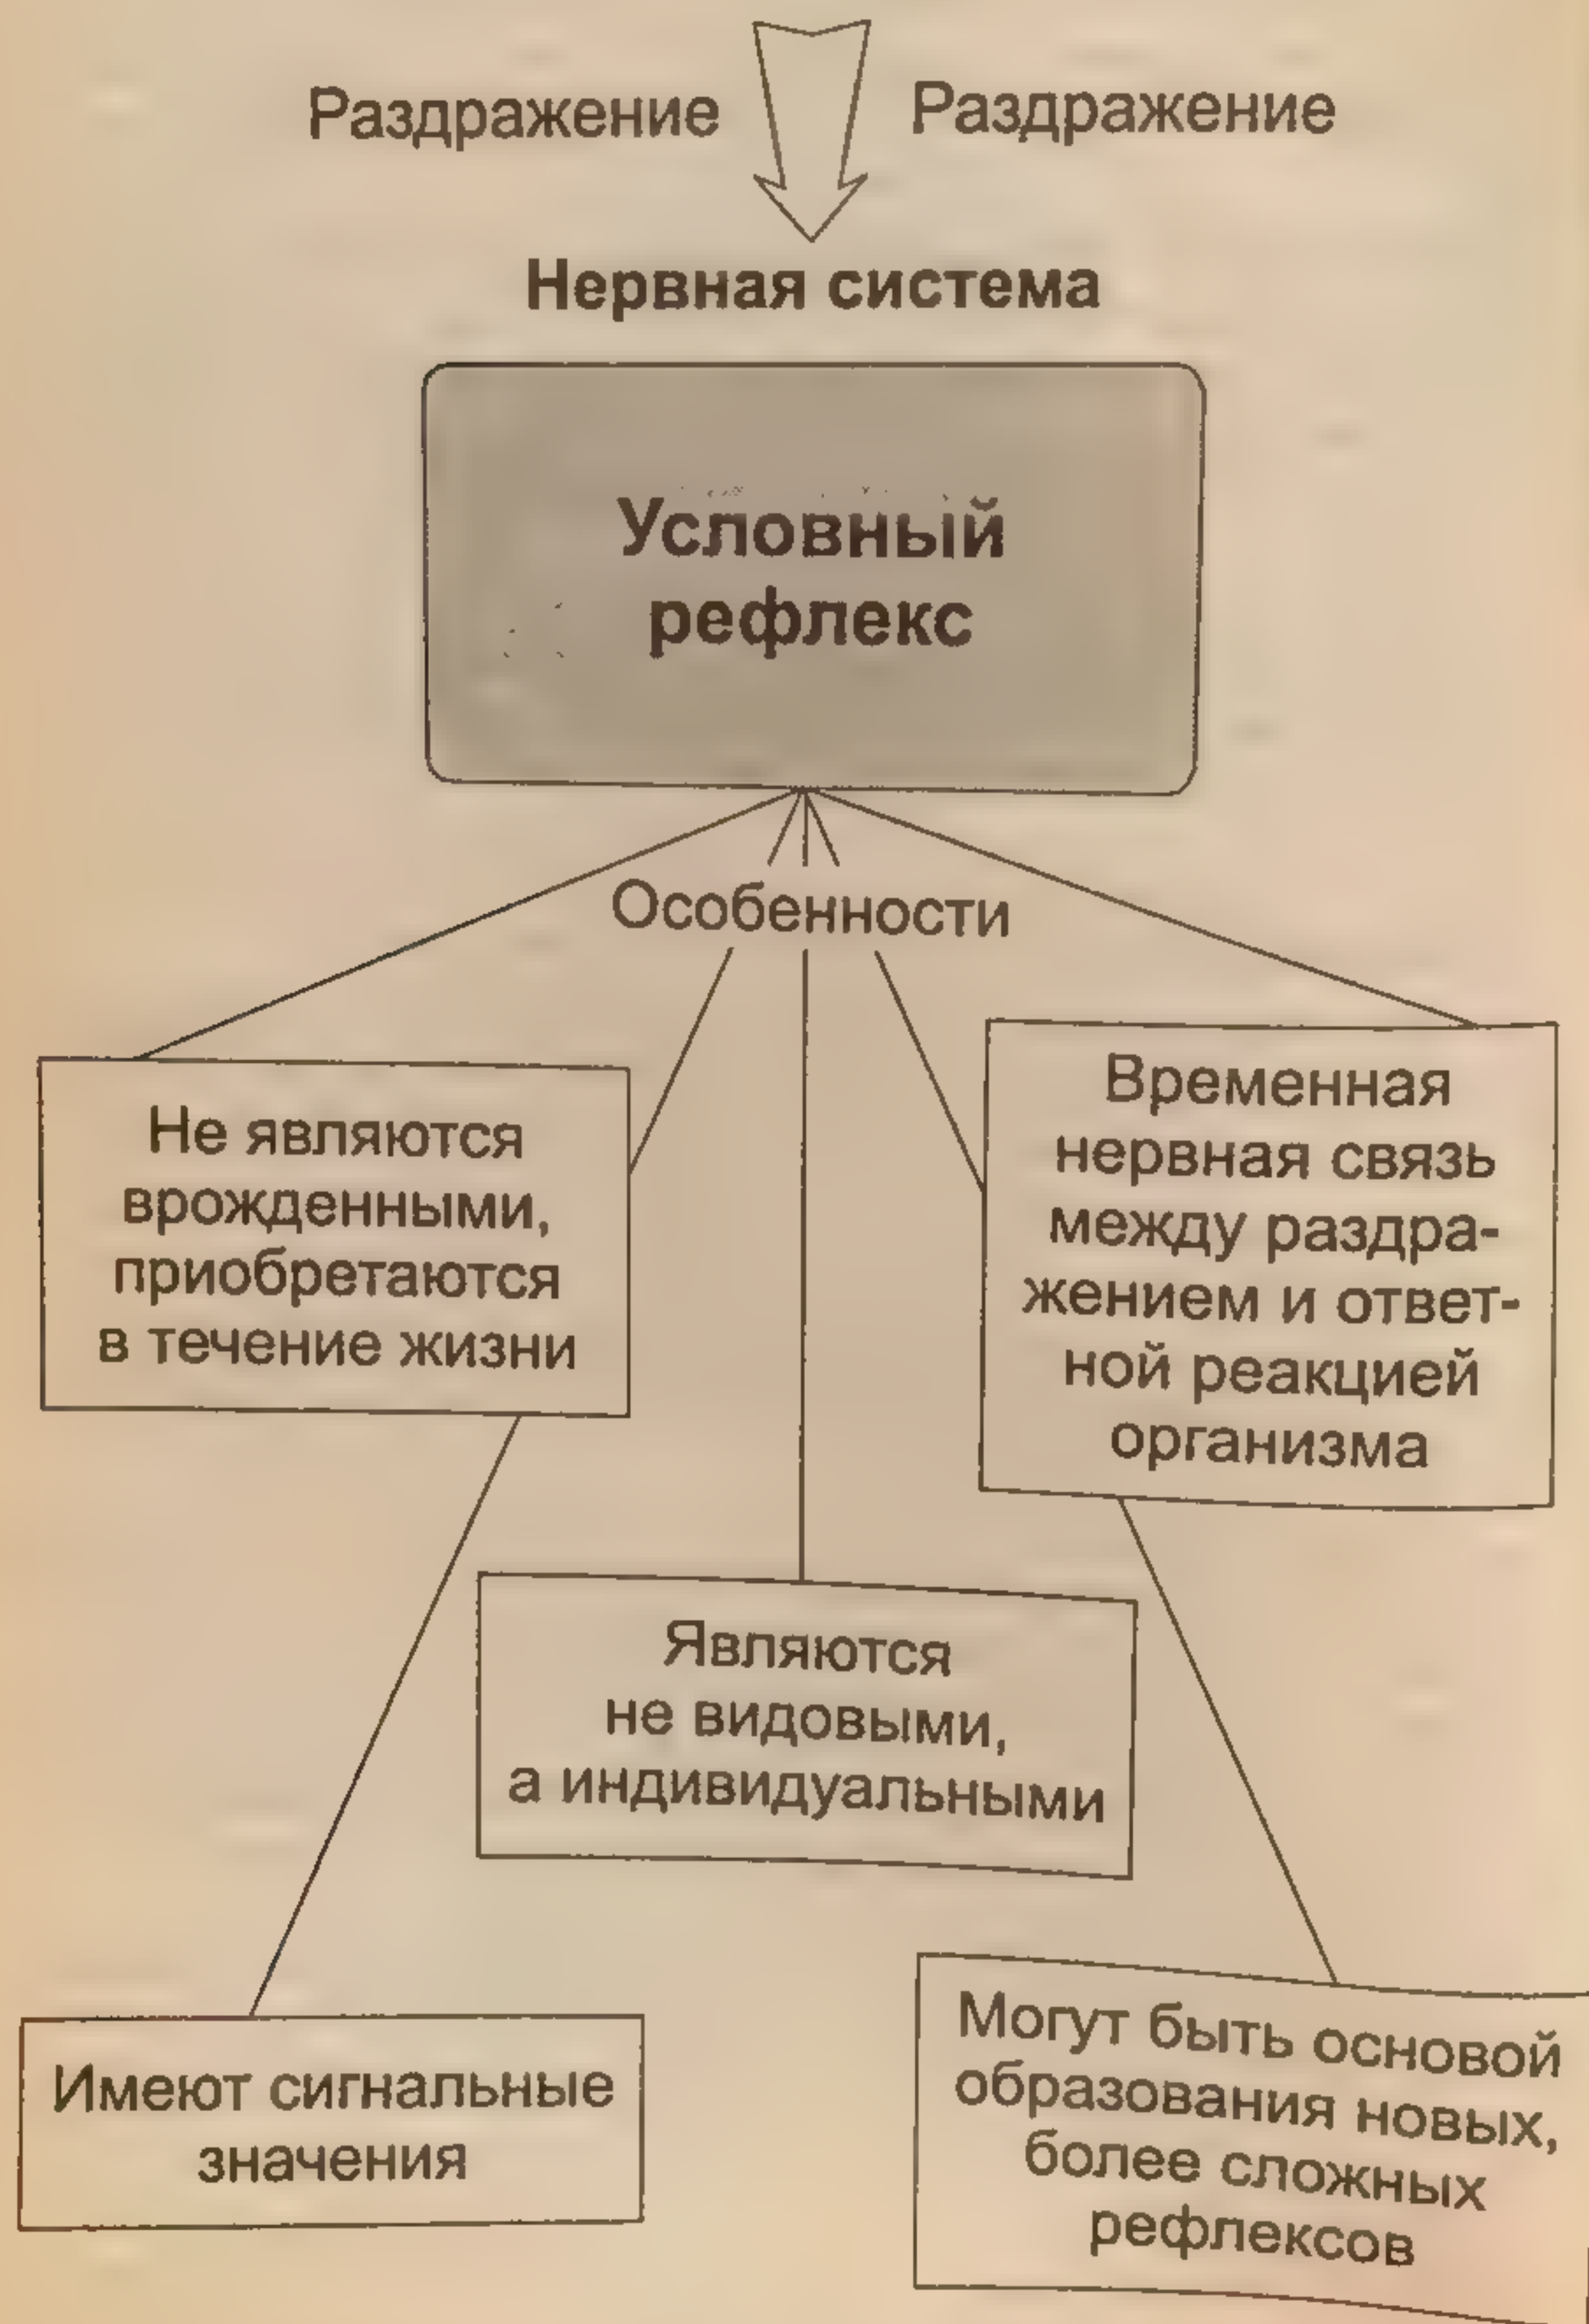 Раздражение Раздражение
Нервная система
Условный
рефлекс
Особенности
Не являются
врожденными,
приобретаются
в течение жизни
Временная
нервная связь
между раздра-
жением и ответ-
ной реакцией
организма
Являются
не видовыми,
а индивидуальными
Имеют сигнальные
значения
Могут быть основой
образования новых,
более сложных
рефлексов